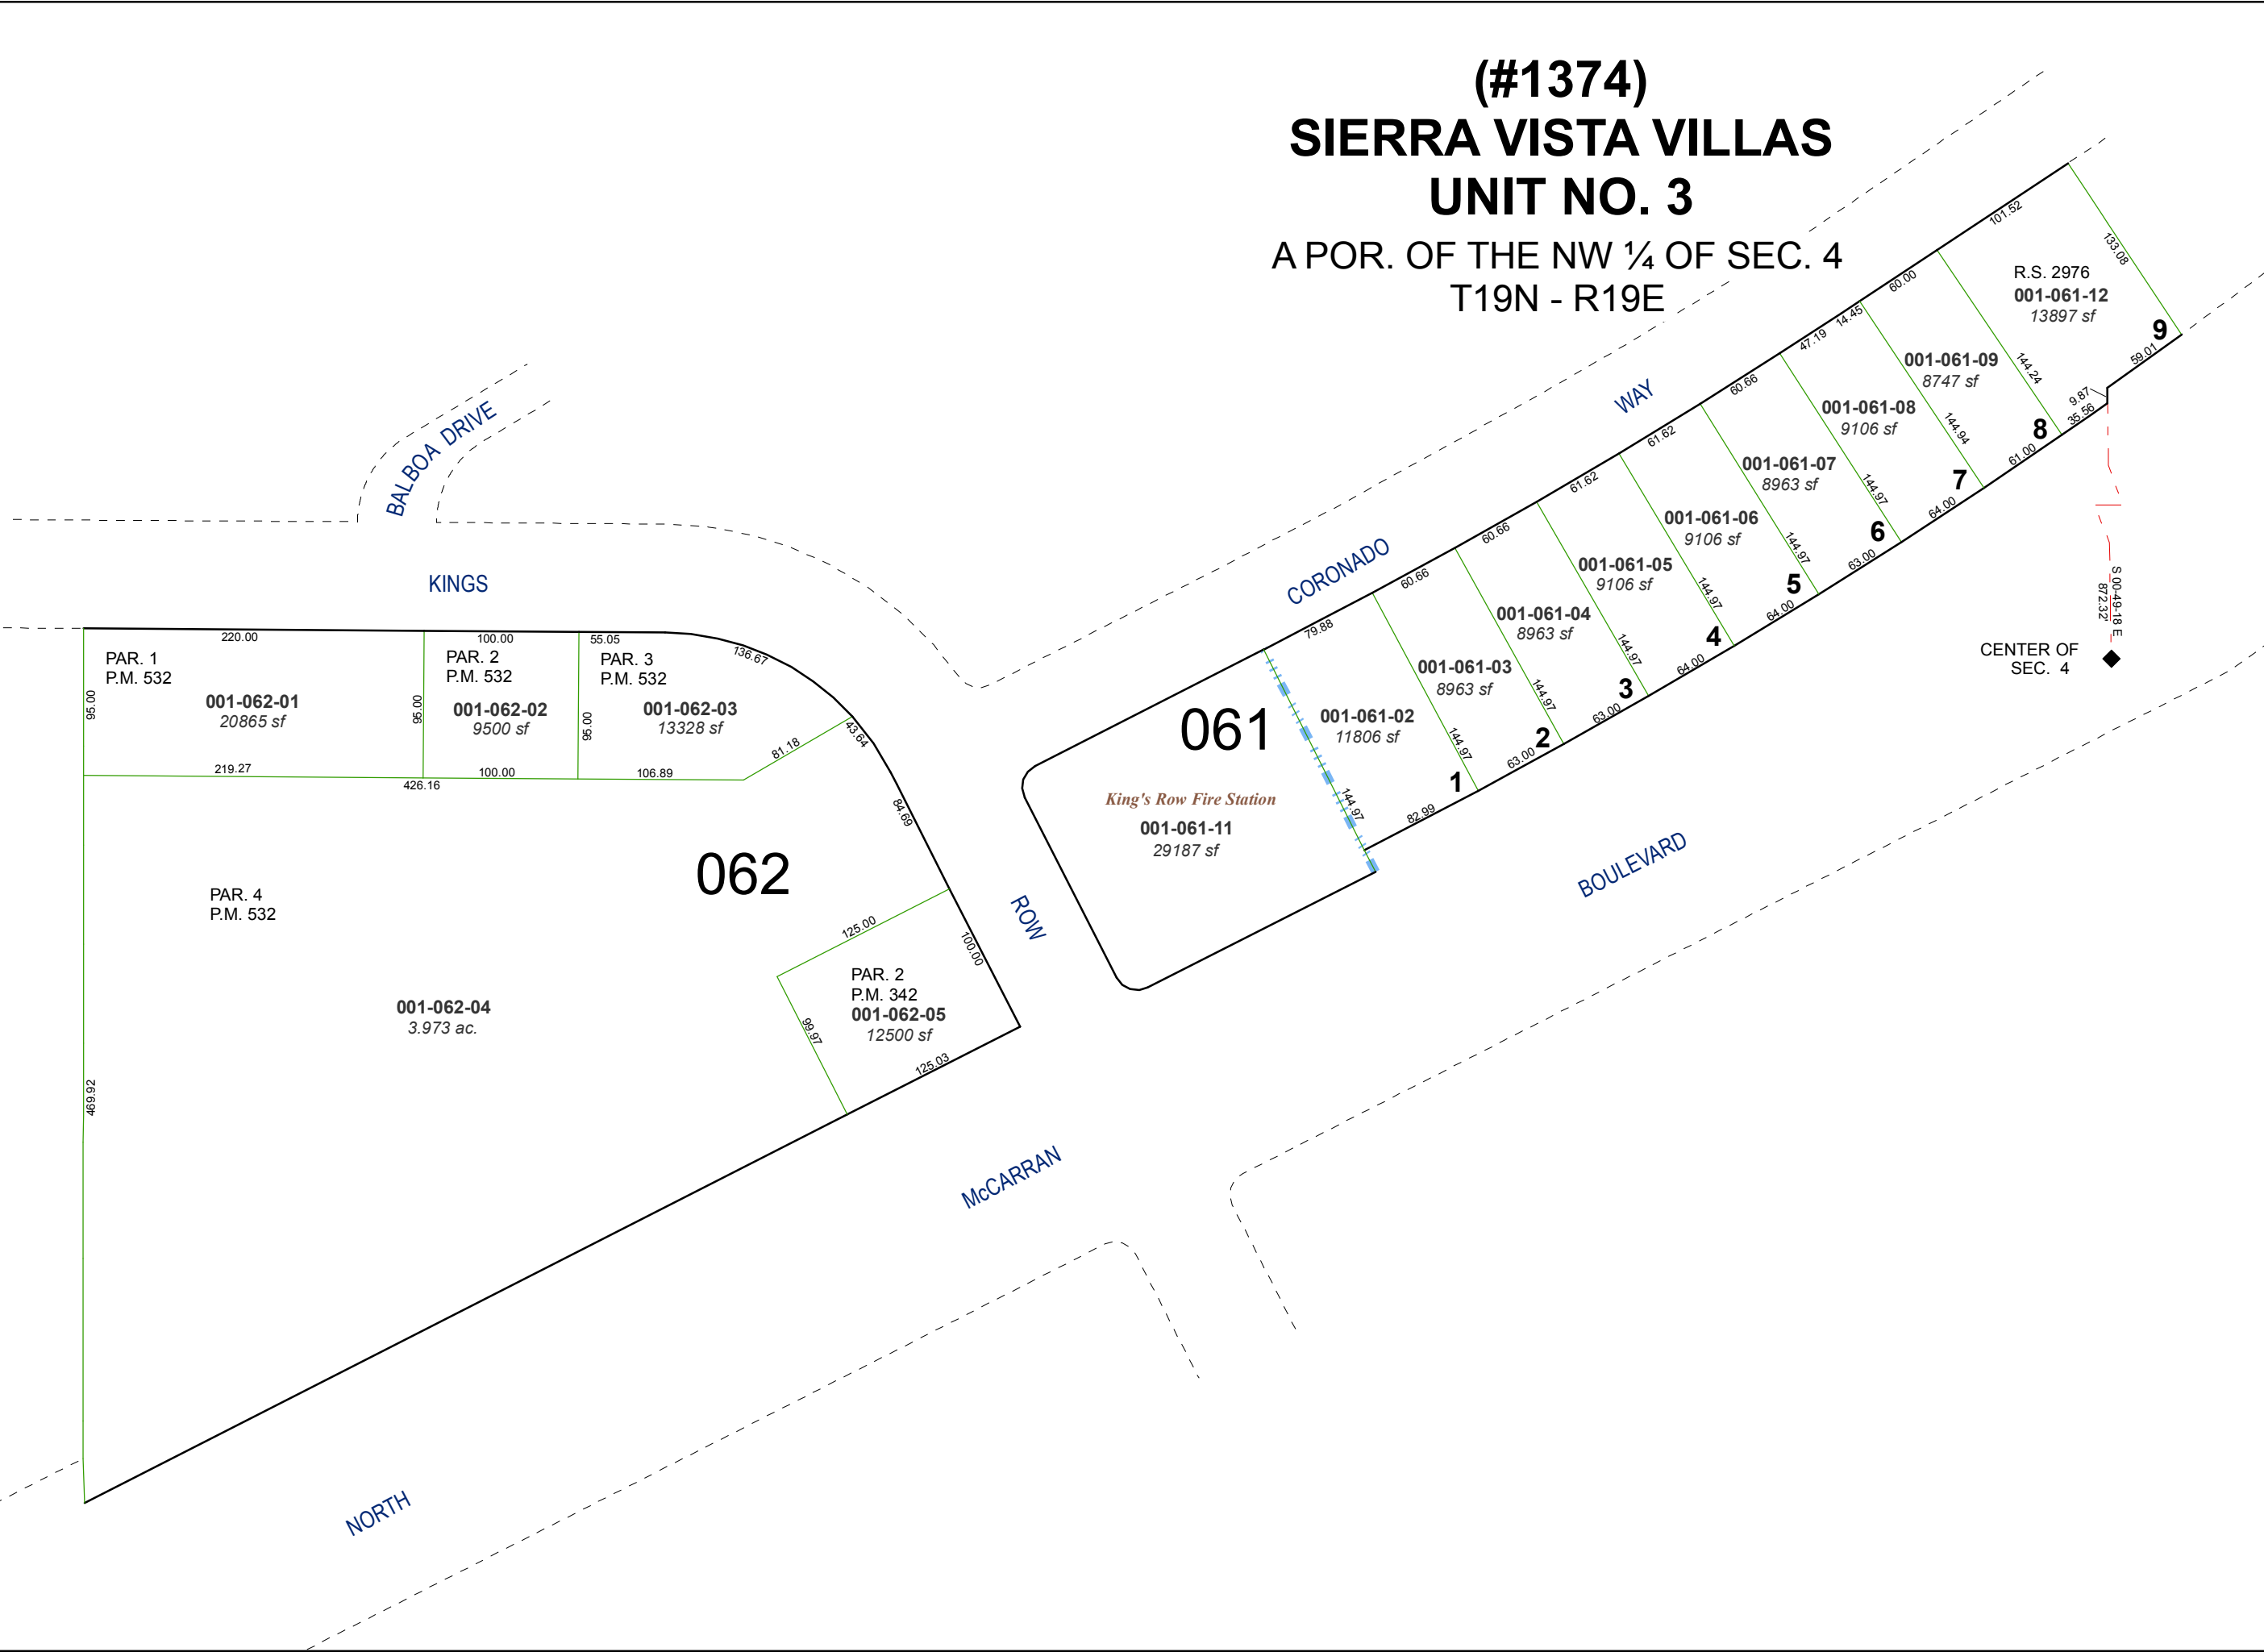 (#1374)
SIERRA VISTA VILLAS
UNIT NO. 3
A POR. OF THE NW ¼ OF SEC. 4
T19N - R19E
BALBOA DRIVE
KINGS
ROW
CORONADO
WAY
NORTH
McCARRAN
BOULEVARD
220.00
100.00
55.05
136.67
PAR. 1
P.M. 532
001-062-01
20865 sf
95.00
219.27
PAR. 2
P.M. 532
001-062-02
9500 sf
95.00
100.00
PAR. 3
P.M. 532
001-062-03
13328 sf
95.00
106.89
81.18
43.64
426.16
84.69
062
PAR. 4
P.M. 532
001-062-04
3.973 ac.
469.92
125.00
100.00
PAR. 2
P.M. 342
001-062-05
12500 sf
99.97
125.03
061
King's Row Fire Station
001-061-11
29187 sf
144.97
79.88
001-061-02
11806 sf
144.97
82.99
1
60.66
001-061-03
8963 sf
144.97
63.00
2
60.66
001-061-04
8963 sf
144.97
63.00
3
61.62
001-061-05
9106 sf
144.97
64.00
4
61.62
001-061-06
9106 sf
144.97
64.00
5
60.66
001-061-07
8963 sf
144.97
63.00
6
47.19
14.45
001-061-08
9106 sf
144.94
64.00
7
60.00
001-061-09
8747 sf
144.24
61.00
8
101.52
R.S. 2976
001-061-12
13897 sf
133.08
9
59.01
9.87
35.56
S 00-49-18 E
872.32'
CENTER OF
SEC. 4